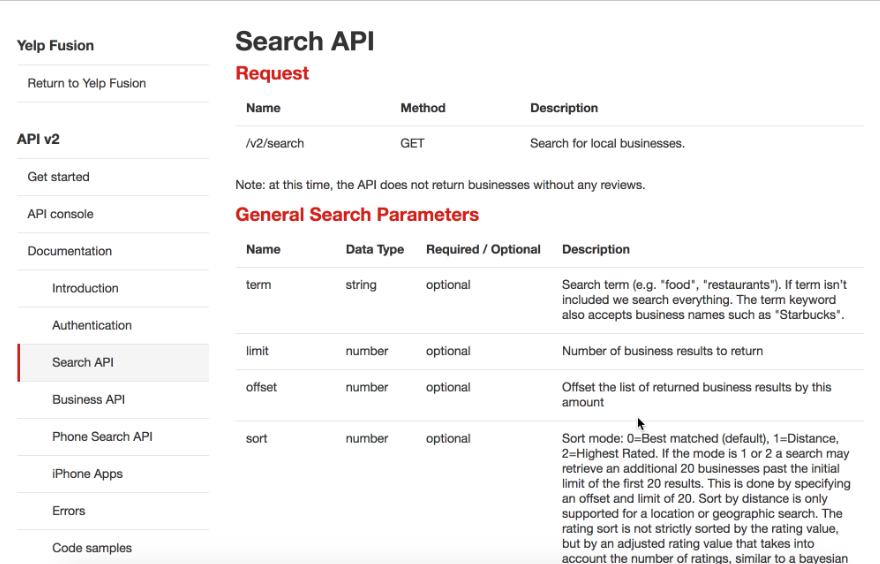 Yelp Fusion
Return to Yelp Fusion
API v2
Get started
API console
Documentation
Introduction
Authentication
Search API
Business API
Phone Search API
iPhone Apps
Errors
Code samples
Search API
Request
Name Method Description
/v2/search GET Search for local businesses.
Note: at this time, the API does not return businesses without any reviews.
General Search Parameters
Name Data Type Required / Optional Description
term string optional Search term (e.g. "food", "restaurants"). If term isn't
included we search everything. The term keyword
also accepts business names such as "Starbucks".
limit number optional Number of business results to return
offset number optional Offset the list of returned business results by this
amount
sort number optional Sort mode: 0=Best matched (default), 1=Distance,
2=Highest Rated. If the mode is 1 or 2 a search may
retrieve an additional 20 businesses past the initial
limit of the first 20 results. This is done by specifying
an offset and limit of 20. Sort by distance is only
supported for a location or geographic search. The
rating sort is not strictly sorted by the rating value,
but by an adjusted rating value that takes into
account the number of ratings, similar to a bayesian